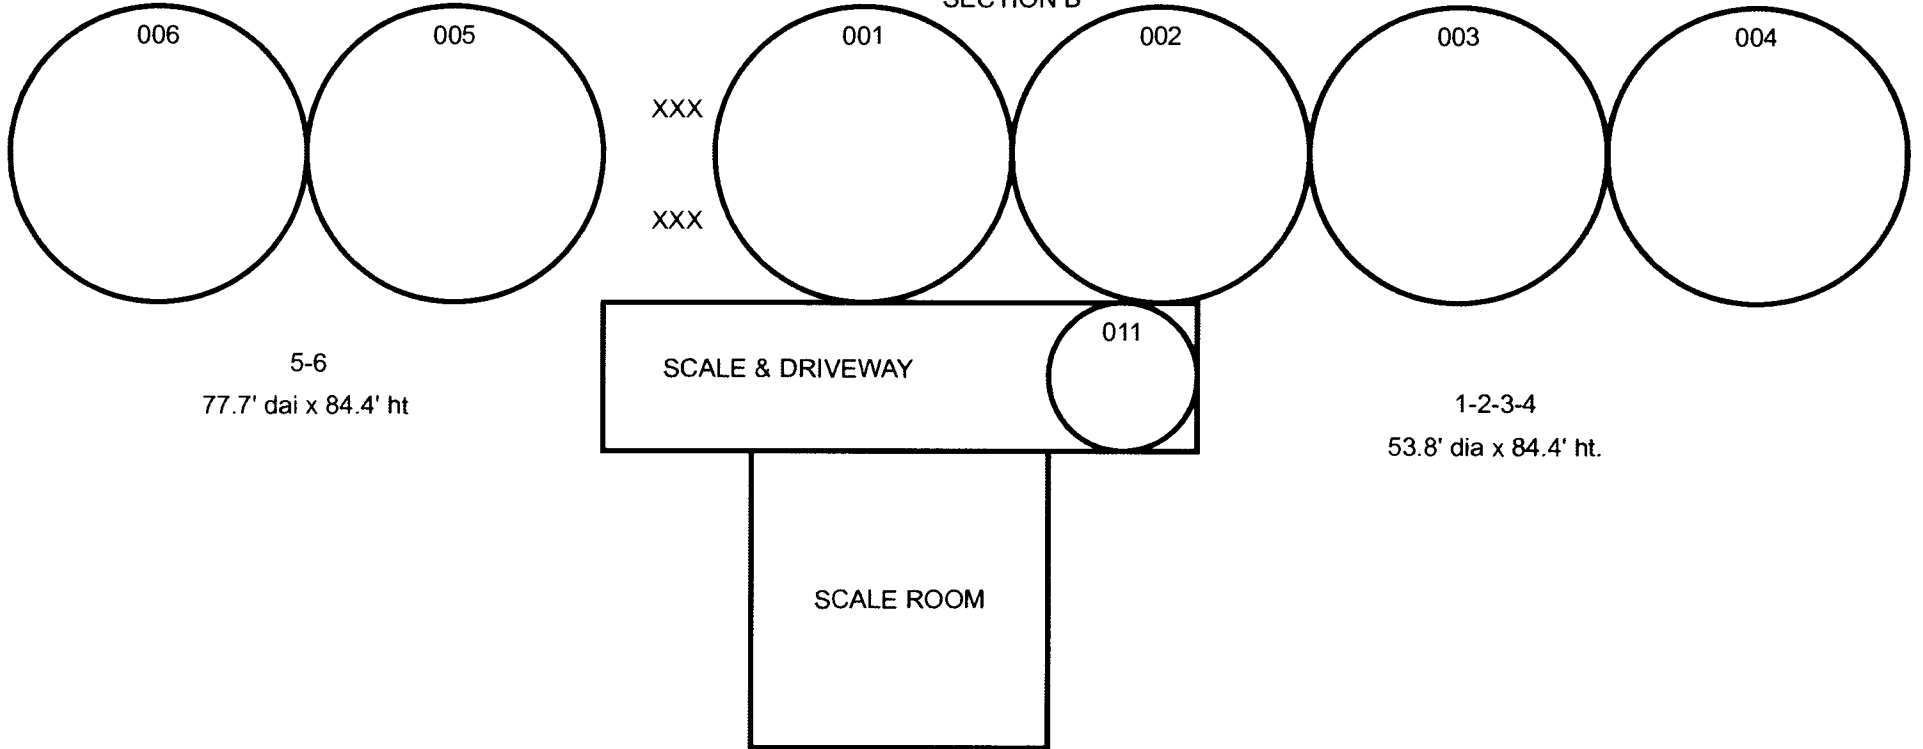 SECTION B
006
005
001
002
003
004
XXX
XXX
011
SCALE & DRIVEWAY
5-6
77.7' dai x 84.4' ht
1-2-3-4
53.8' dia x 84.4' ht.
SCALE ROOM